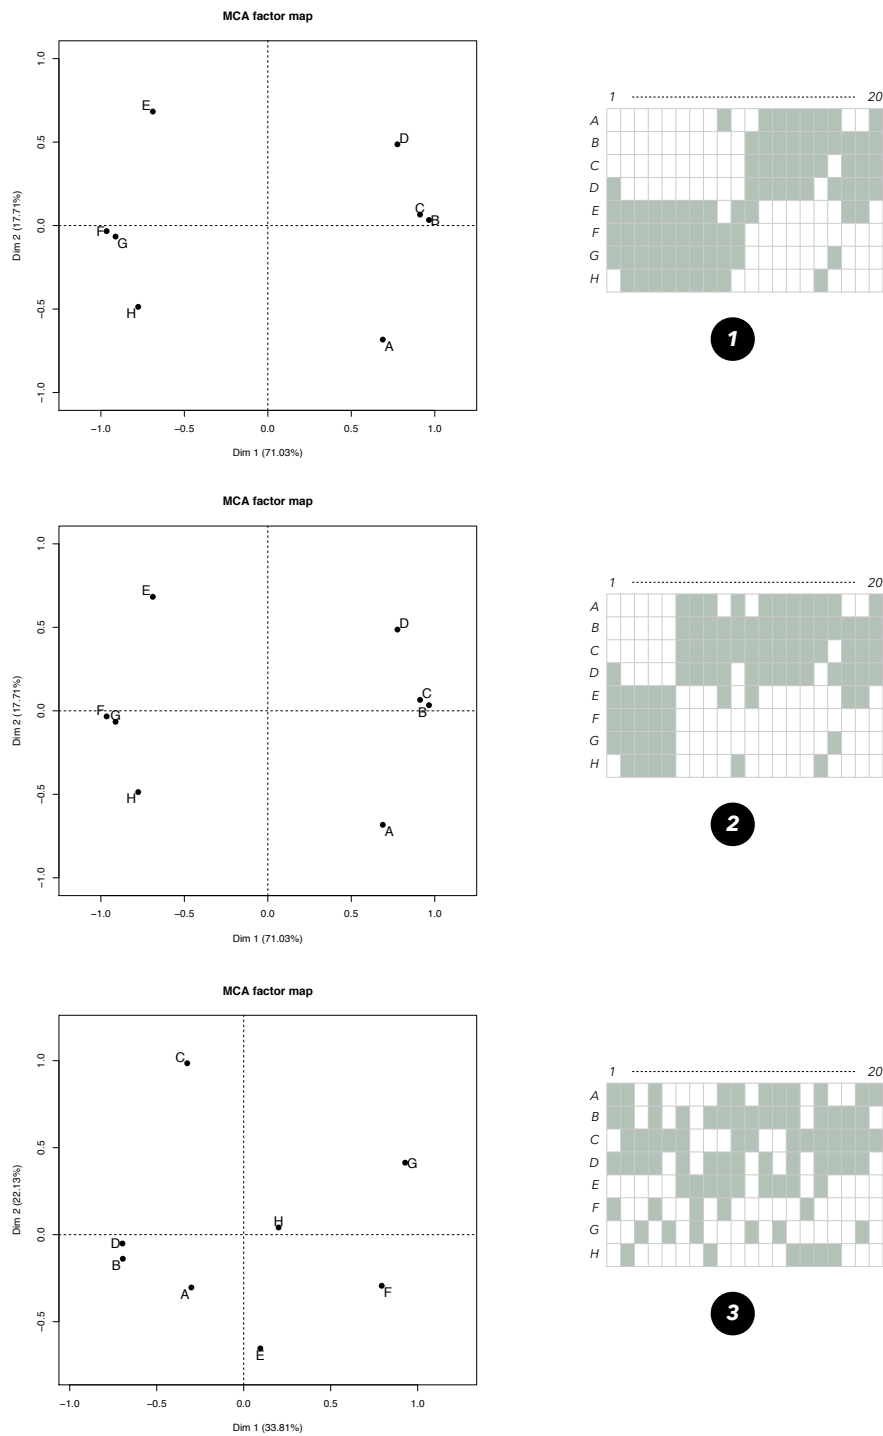 MCA factor map
1.0
0.5
0.0
−0.5
−1.0
Dim 2 (17.71%)
E
D
C
B
F
G
H
A
−1.0 −0.5 0.0 0.5 1.0
Dim 1 (71.03%)
1 20
A
B
C
D
E
F
G
H
1
MCA factor map
1.0
0.5
0.0
−0.5
−1.0
Dim 2 (17.71%)
E
D
C
B
F
G
H
A
−1.0 −0.5 0.0 0.5 1.0
Dim 1 (71.03%)
1 20
A
B
C
D
E
F
G
H
2
MCA factor map
1.0
0.5
0.0
−0.5
Dim 2 (22.13%)
C
G
H
D
B
A
F
E
−1.0 −0.5 0.0 0.5 1.0
Dim 1 (33.81%)
1 20
A
B
C
D
E
F
G
H
3